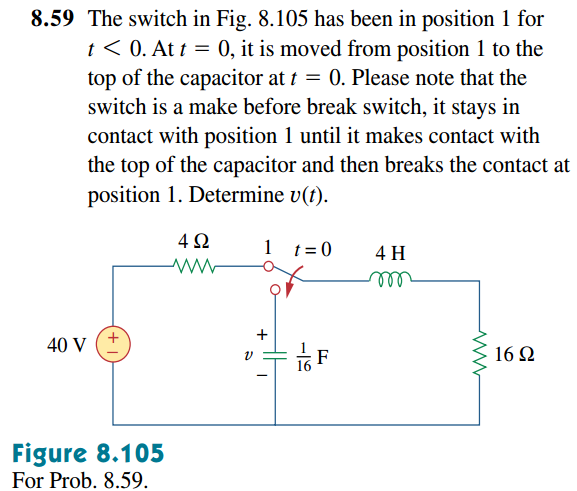 8.59 The switch in Fig. 8.105 has been in position 1 for
t < 0. At t = 0, it is moved from position 1 to the
top of the capacitor at t = 0. Please note that the
switch is a make before break switch, it stays in
contact with position 1 until it makes contact with
the top of the capacitor and then breaks the contact at
position 1. Determine v(t).
4 Ω
1 t = 0
4 H
40 V + −
+ v −
1/16 F
16 Ω
Figure 8.105
For Prob. 8.59.